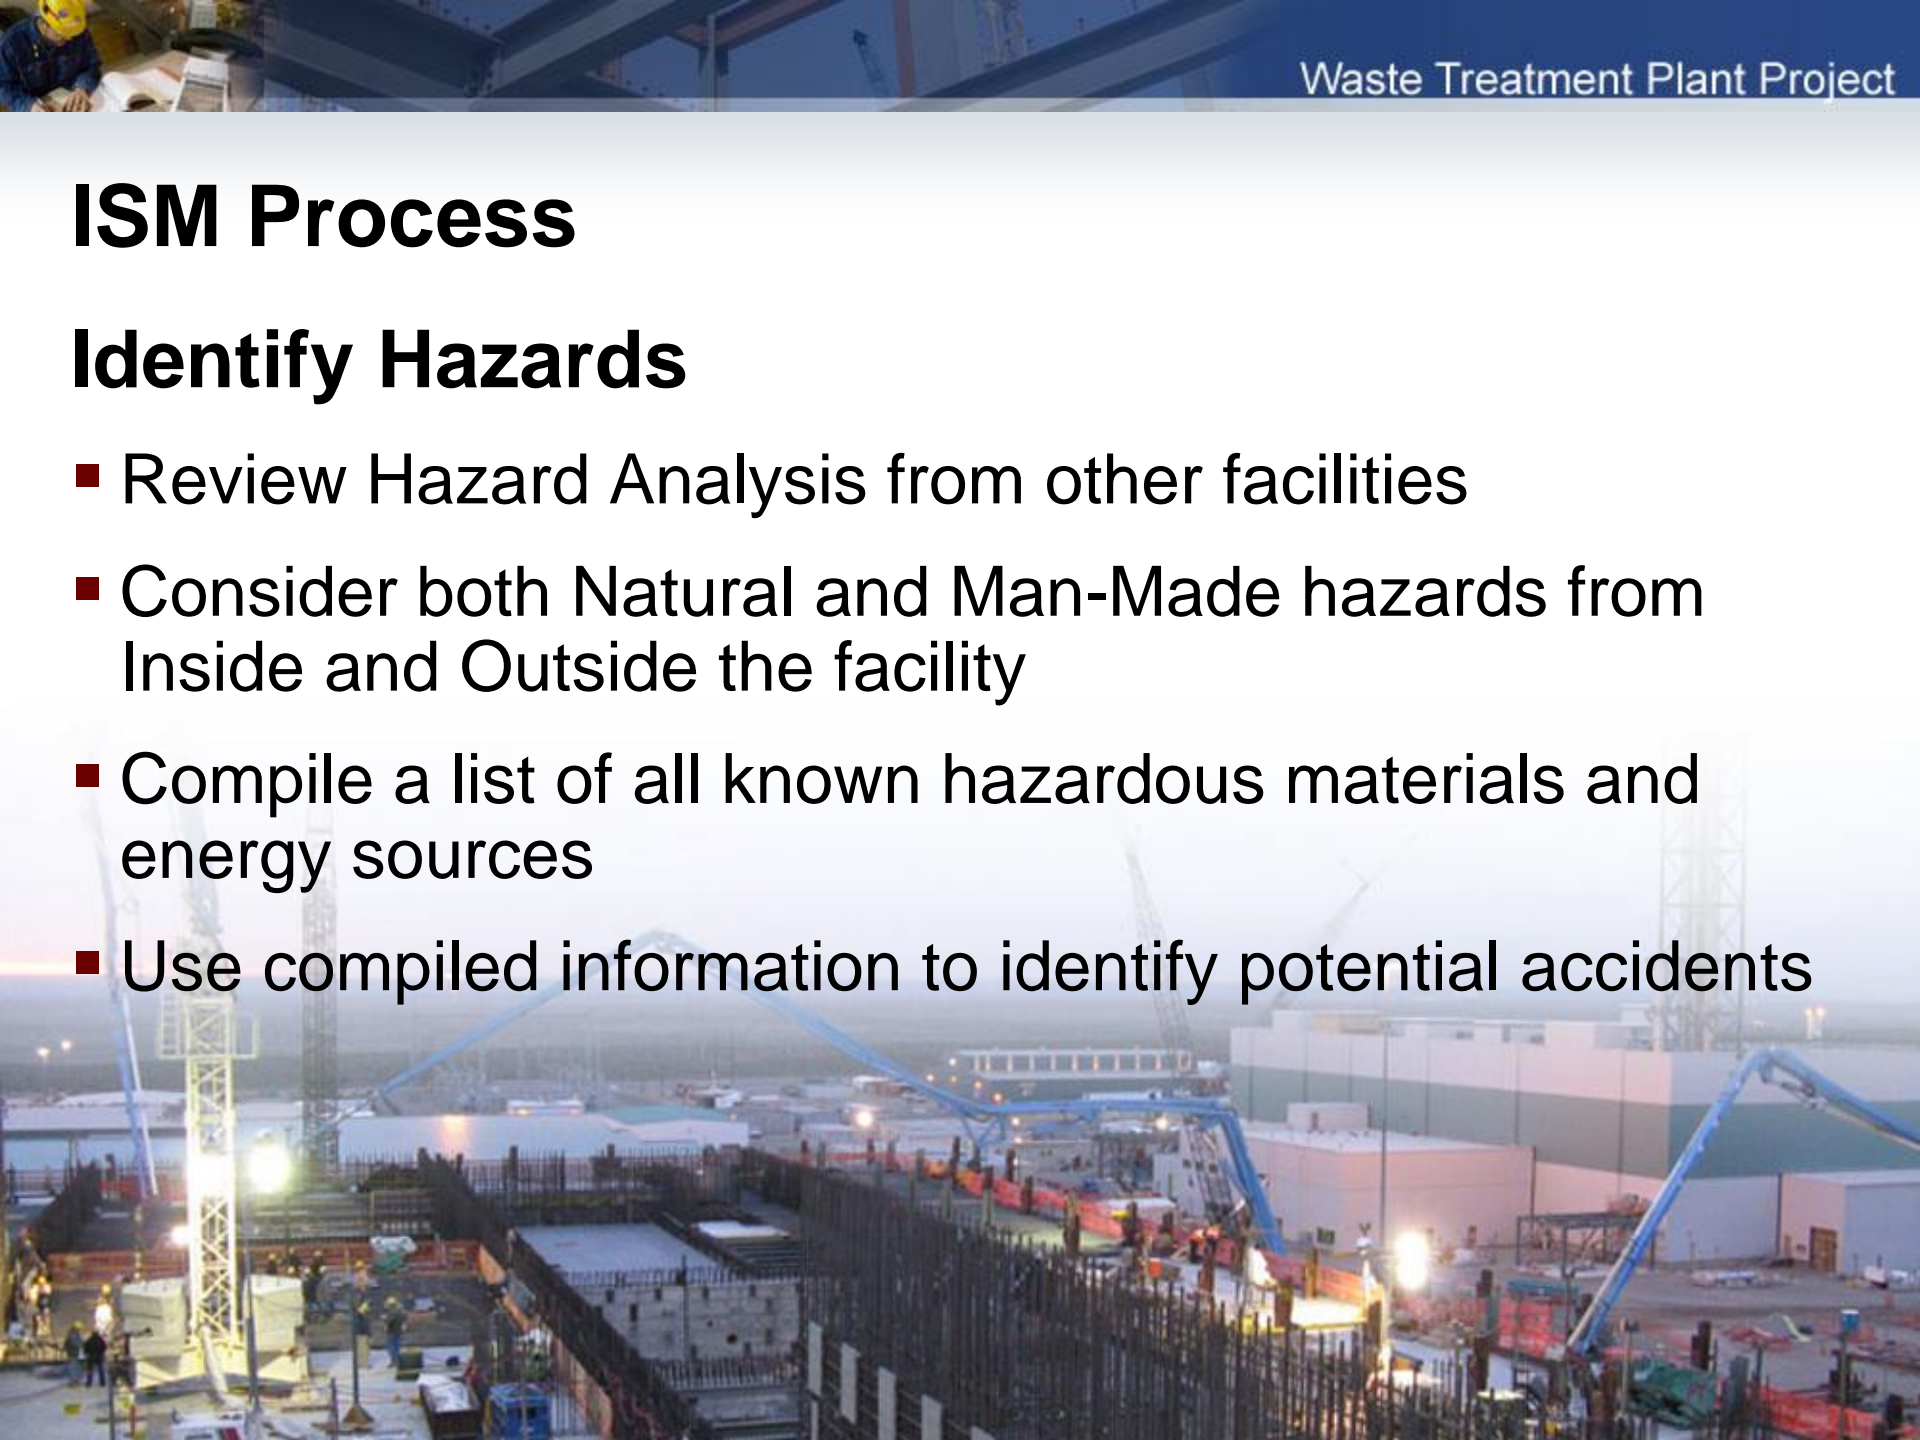 Waste Treatment Plant Project
ISM Process
Identify Hazards
▪ Review Hazard Analysis from other facilities
▪ Consider both Natural and Man-Made hazards from
Inside and Outside the facility
▪ Compile a list of all known hazardous materials and
energy sources
▪ Use compiled information to identify potential accidents